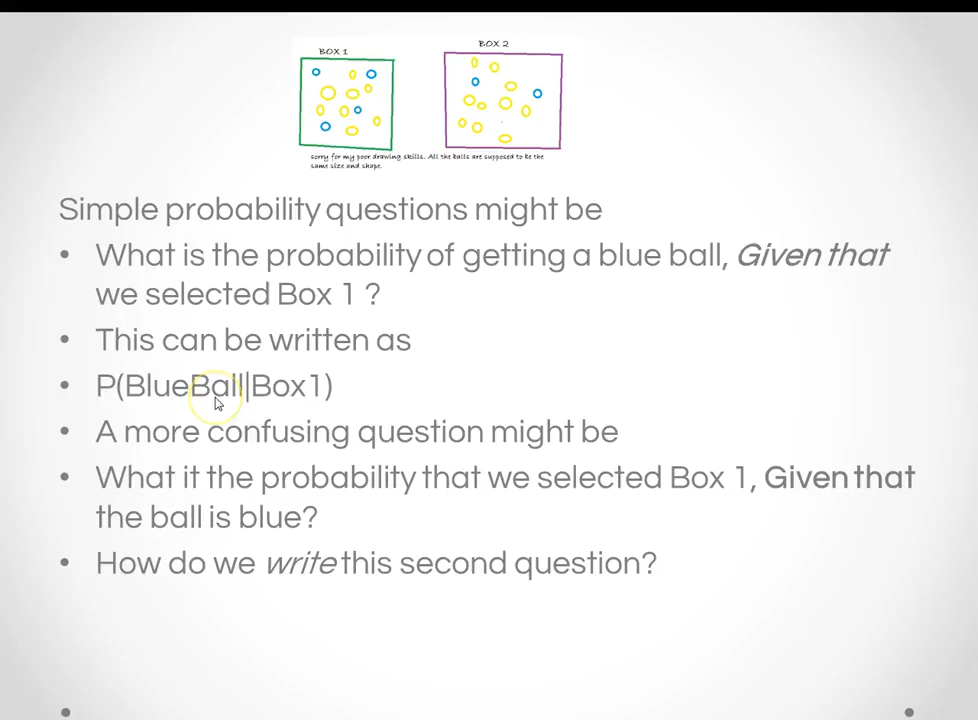 BOX 1
BOX 2
sorry for my poor drawing skills. All the balls are supposed to be the
same size and shape.
Simple probability questions might be
• What is the probability of getting a blue ball, Given that
we selected Box 1 ?
• This can be written as
• P(BlueBall|Box1)
• A more confusing question might be
• What it the probability that we selected Box 1, Given that
the ball is blue?
• How do we write this second question?